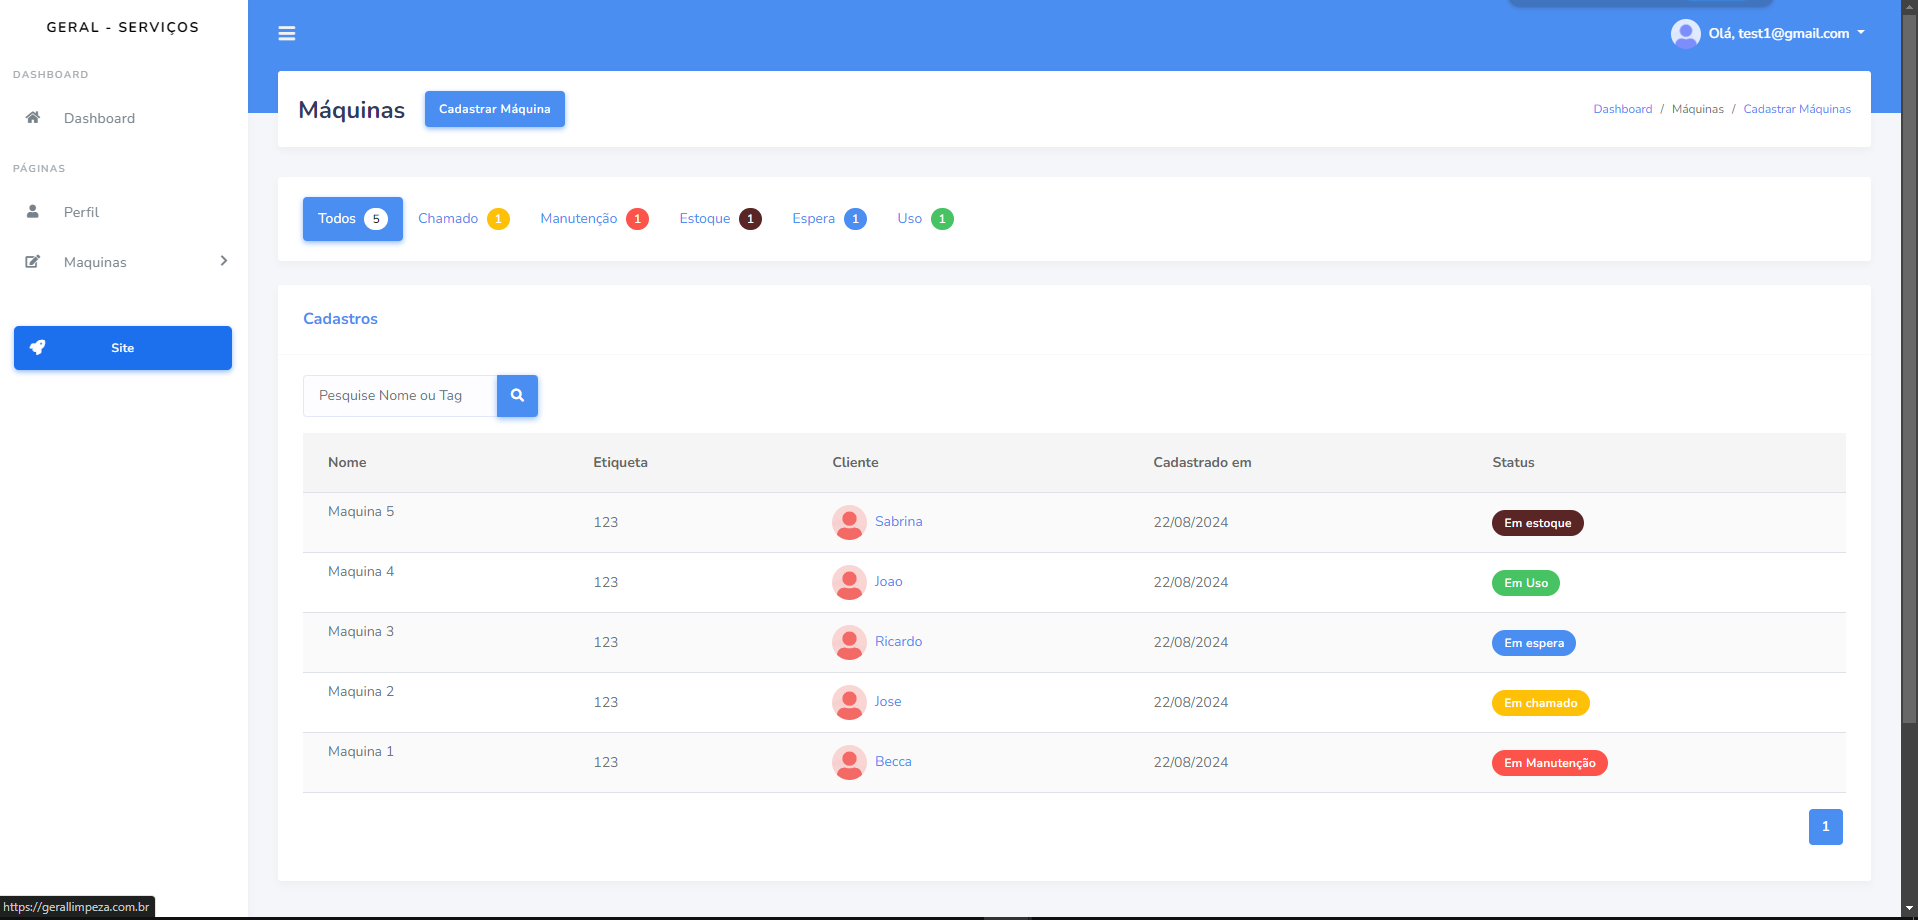 GERAL - SERVIÇOS
DASHBOARD
Dashboard
PÁGINAS
Perfil
Maquinas
Site
Olá, test1@gmail.com
Máquinas Cadastrar Máquina
Dashboard / Máquinas / Cadastrar Máquinas
Todos 5 Chamado 1 Manutenção 1 Estoque 1 Espera 1 Uso 1
Cadastros
Pesquise Nome ou Tag
Nome Etiqueta Cliente Cadastrado em Status
Maquina 5 123 Sabrina 22/08/2024 Em estoque
Maquina 4 123 Joao 22/08/2024 Em Uso
Maquina 3 123 Ricardo 22/08/2024 Em espera
Maquina 2 123 Jose 22/08/2024 Em chamado
Maquina 1 123 Becca 22/08/2024 Em Manutenção
1
https://gerallimpeza.com.br